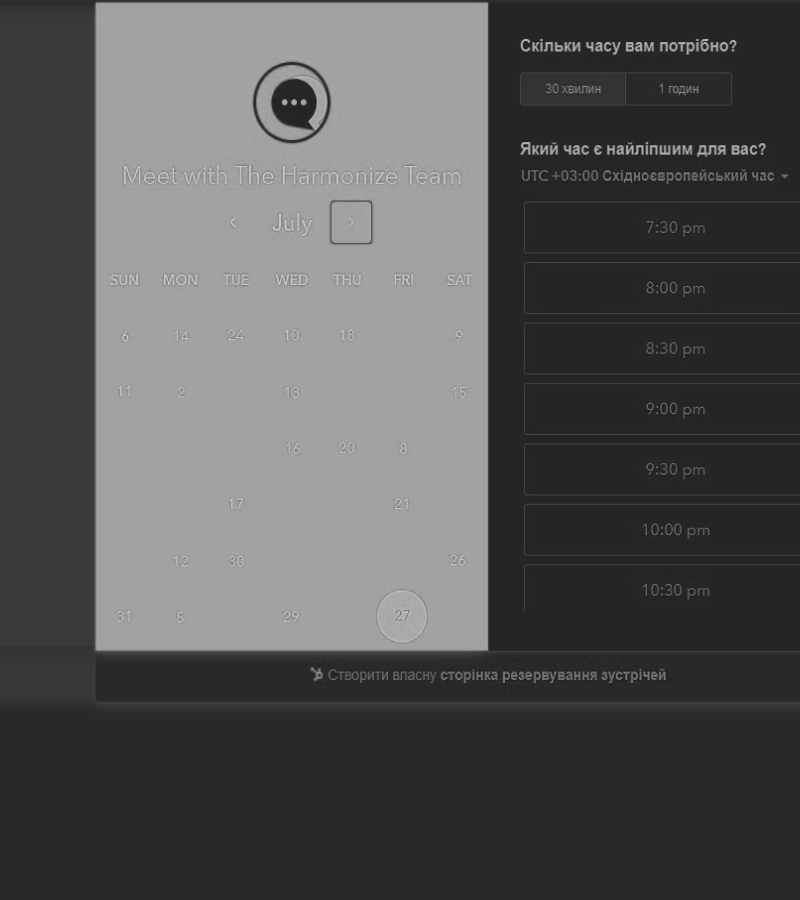 Meet with The Harmonize Team
July
SUN MON TUE WED THU FRI SAT
6 14 24 10 18 9
11 2 13 15
16 20 8
17 21
12 30 26
31 5 29 27
Скільки часу вам потрібно?
30 хвилин 1 годин
Який час є найліпшим для вас?
UTC +03:00 Східноєвропейський час
7:30 pm
8:00 pm
8:30 pm
9:00 pm
9:30 pm
10:00 pm
10:30 pm
Створити власну сторінка резервування зустрічей